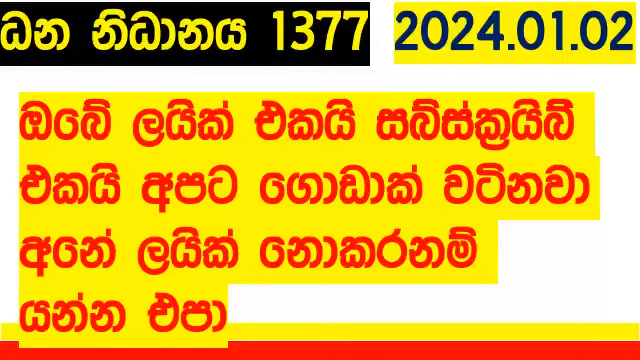 ධන නිධානය 1377 2024.01.02
ඔබේ ලයික් එකයි සබ්ස්ක්‍රයිබ්
එකයි අපට ගොඩාක් වටිනවා
අනේ ලයික් නොකරනම්
යන්න එපා